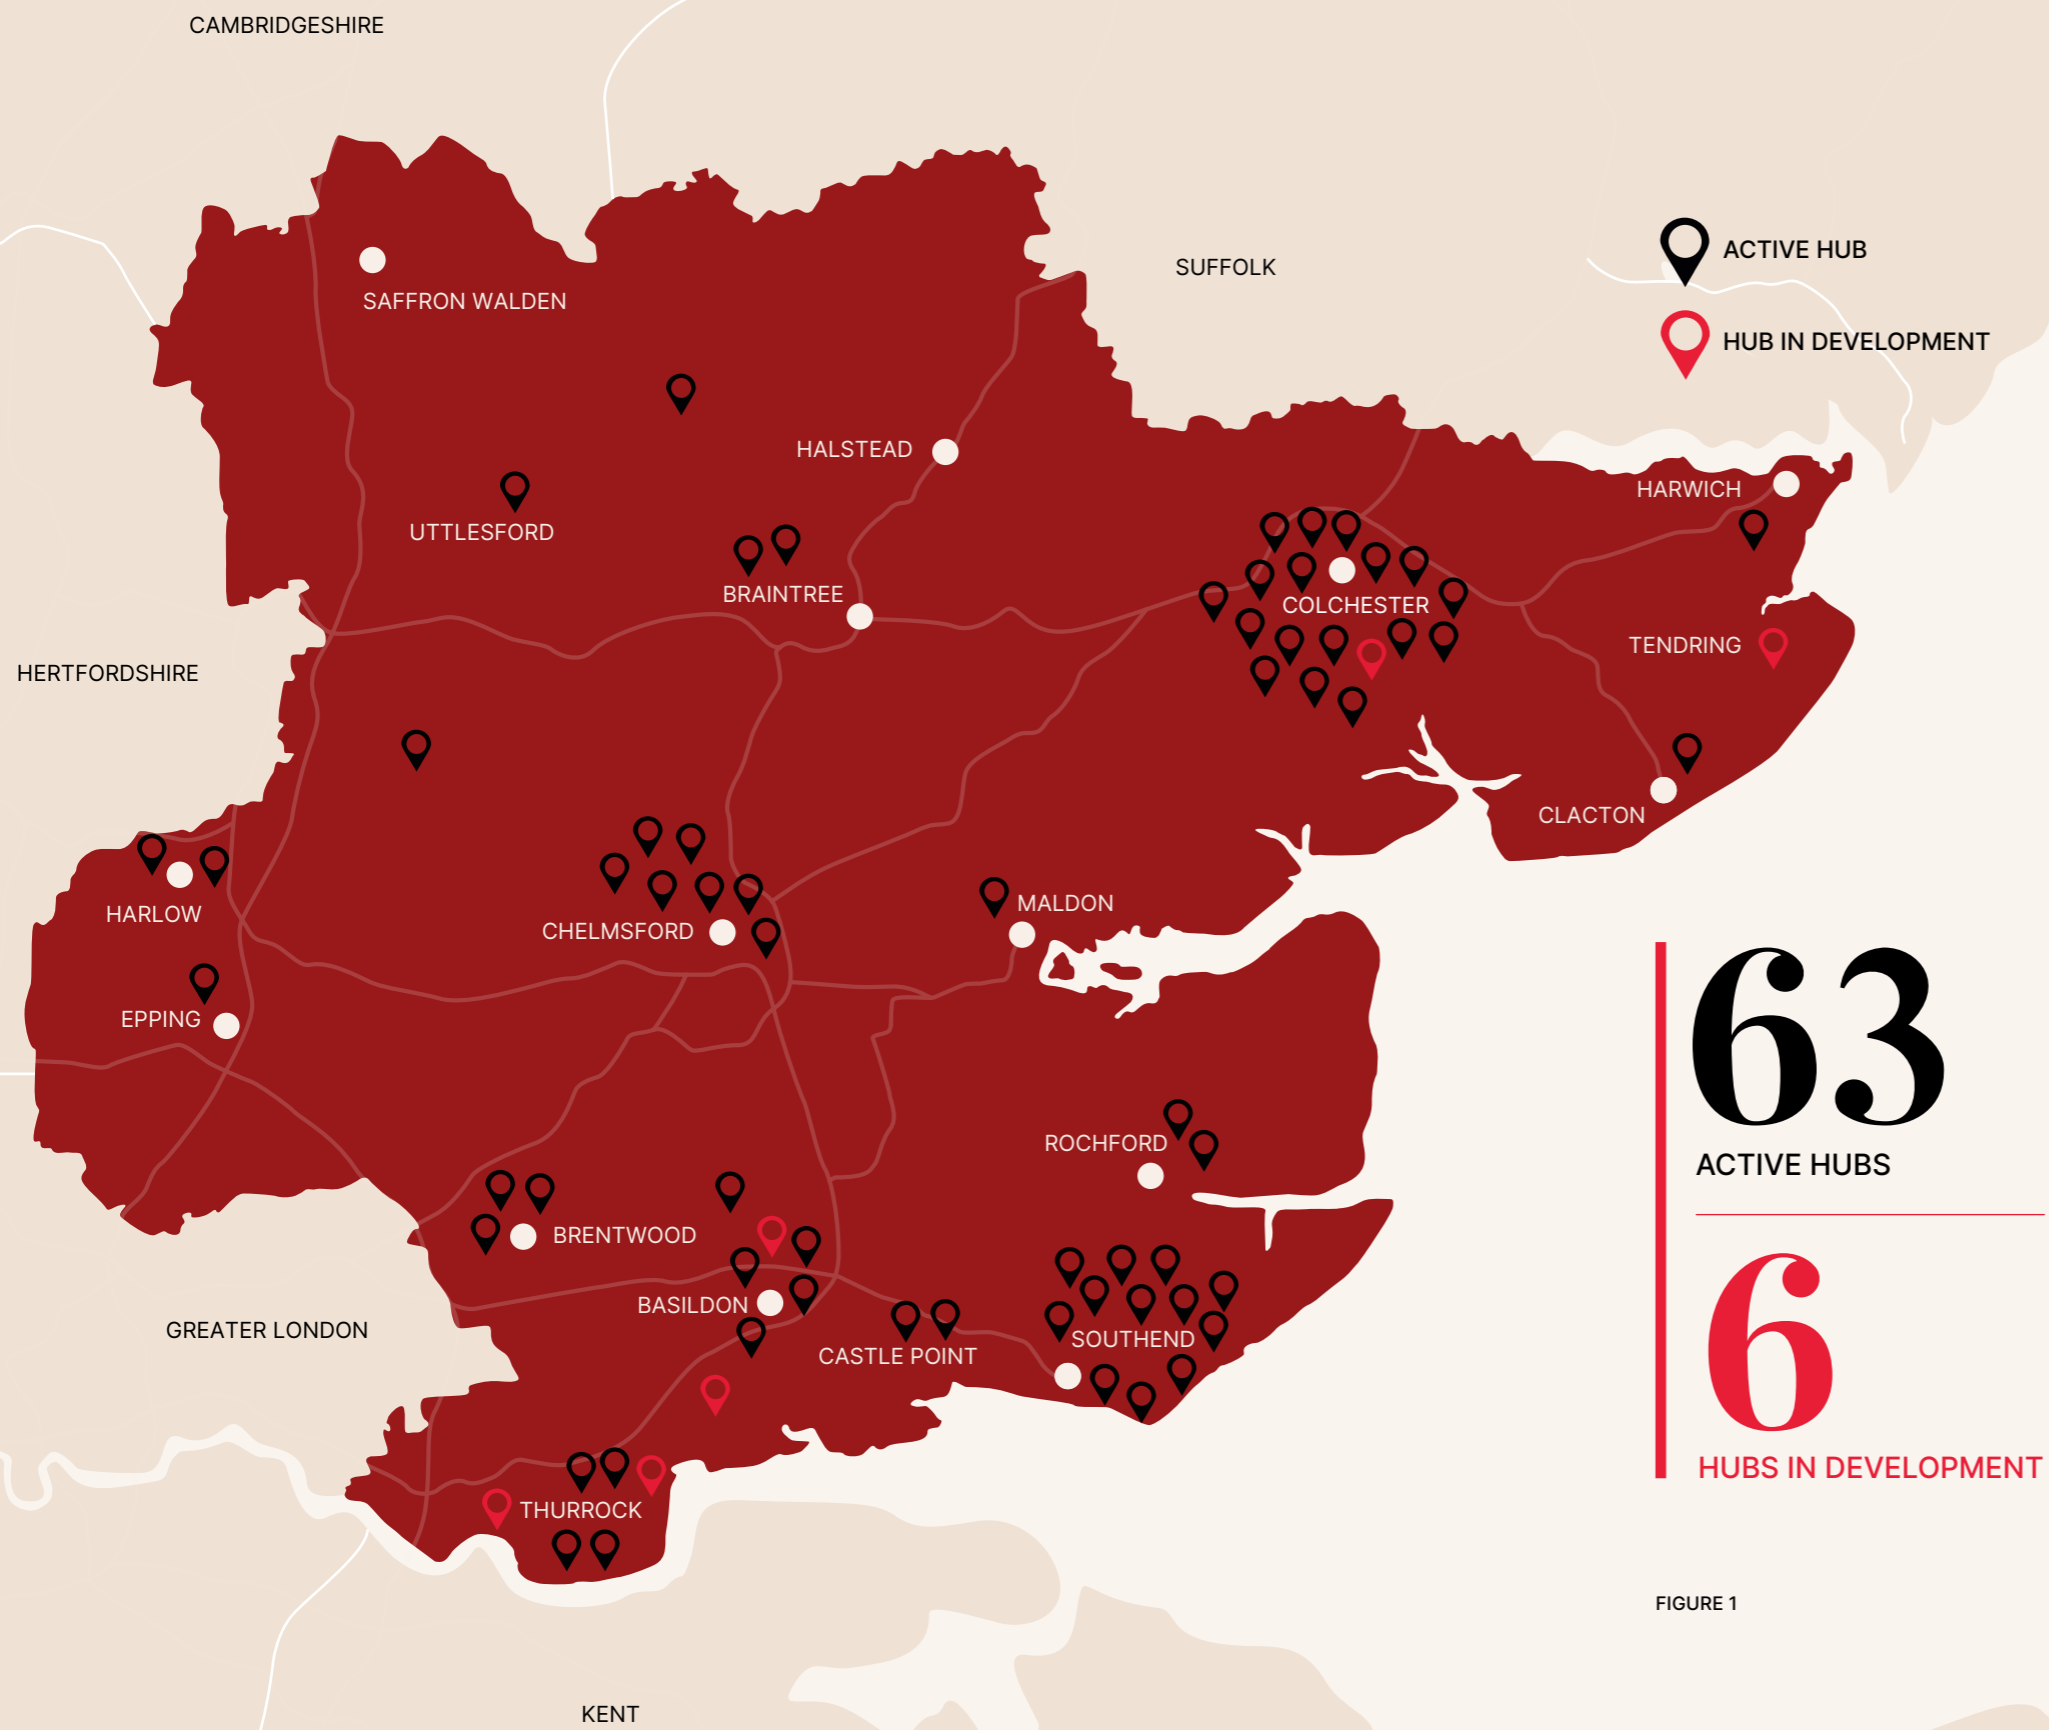 CAMBRIDGESHIRE
SUFFOLK
ACTIVE HUB
HUB IN DEVELOPMENT
SAFFRON WALDEN
HALSTEAD
HARWICH
UTTLESFORD
BRAINTREE
COLCHESTER
TENDRING
HERTFORDSHIRE
CLACTON
HARLOW
CHELMSFORD
MALDON
EPPING
63
ACTIVE HUBS
ROCHFORD
BRENTWOOD
BASILDON
GREATER LONDON
CASTLE POINT
SOUTHEND
6
HUBS IN DEVELOPMENT
THURROCK
FIGURE 1
KENT